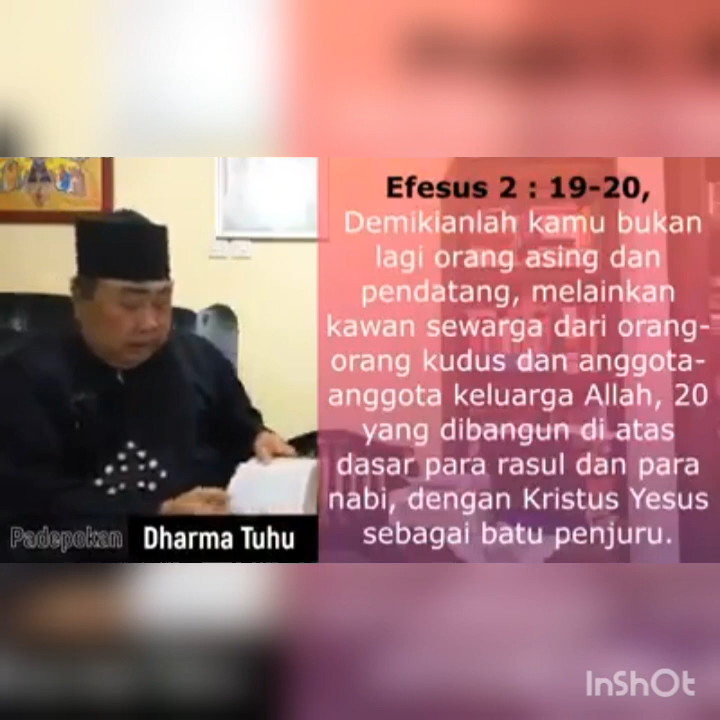 Efesus 2 : 19-20,
Demikianlah kamu bukan
lagi orang asing dan
pendatang, melainkan
kawan sewarga dari orang-
orang kudus dan anggota-
anggota keluarga Allah, 20
yang dibangun di atas
dasar para rasul dan para
nabi, dengan Kristus Yesus
sebagai batu penjuru.
Padepokan Dharma Tuhu
InShOt